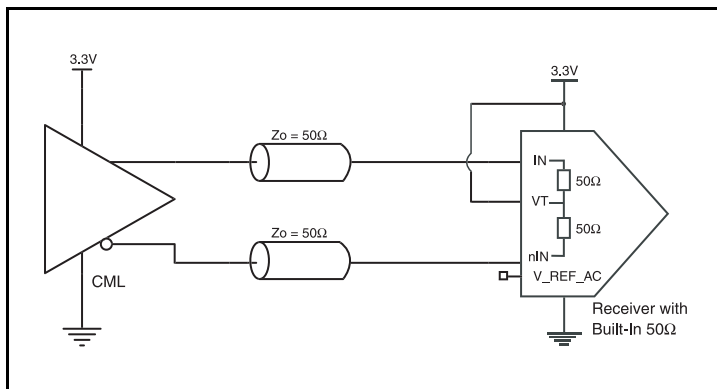 3.3V
3.3V
Zo = 50Ω
IN
50Ω
VT
50Ω
Zo = 50Ω
nIN
V_REF_AC
CML
Receiver with
Built-In 50Ω